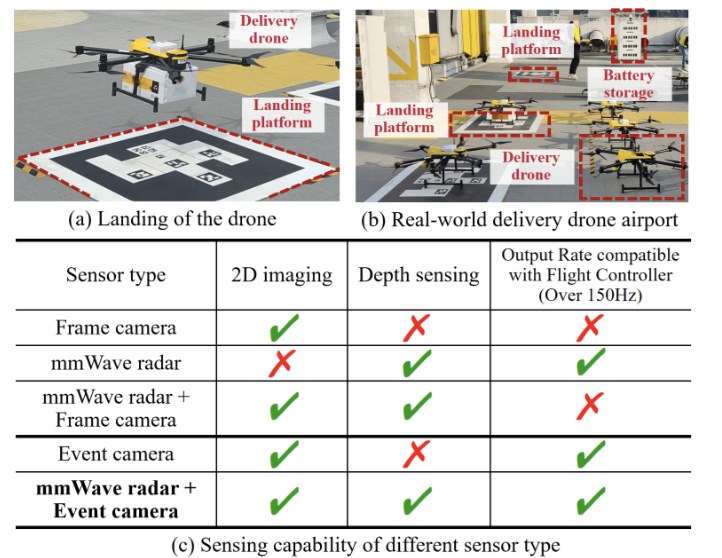 Delivery
drone
Landing
platform
(a) Landing of the drone
Landing
platform
Battery
storage
Landing
platform
Delivery
drone
(b) Real-world delivery drone airport
Sensor type
2D imaging
Depth sensing
Output Rate compatible
with Flight Controller
(Over 150Hz)
Frame camera ✔ ✗ ✗
mmWave radar ✗ ✔ ✔
mmWave radar +
Frame camera ✔ ✔ ✗
Event camera ✔ ✗ ✔
mmWave radar +
Event camera ✔ ✔ ✔
(c) Sensing capability of different sensor type